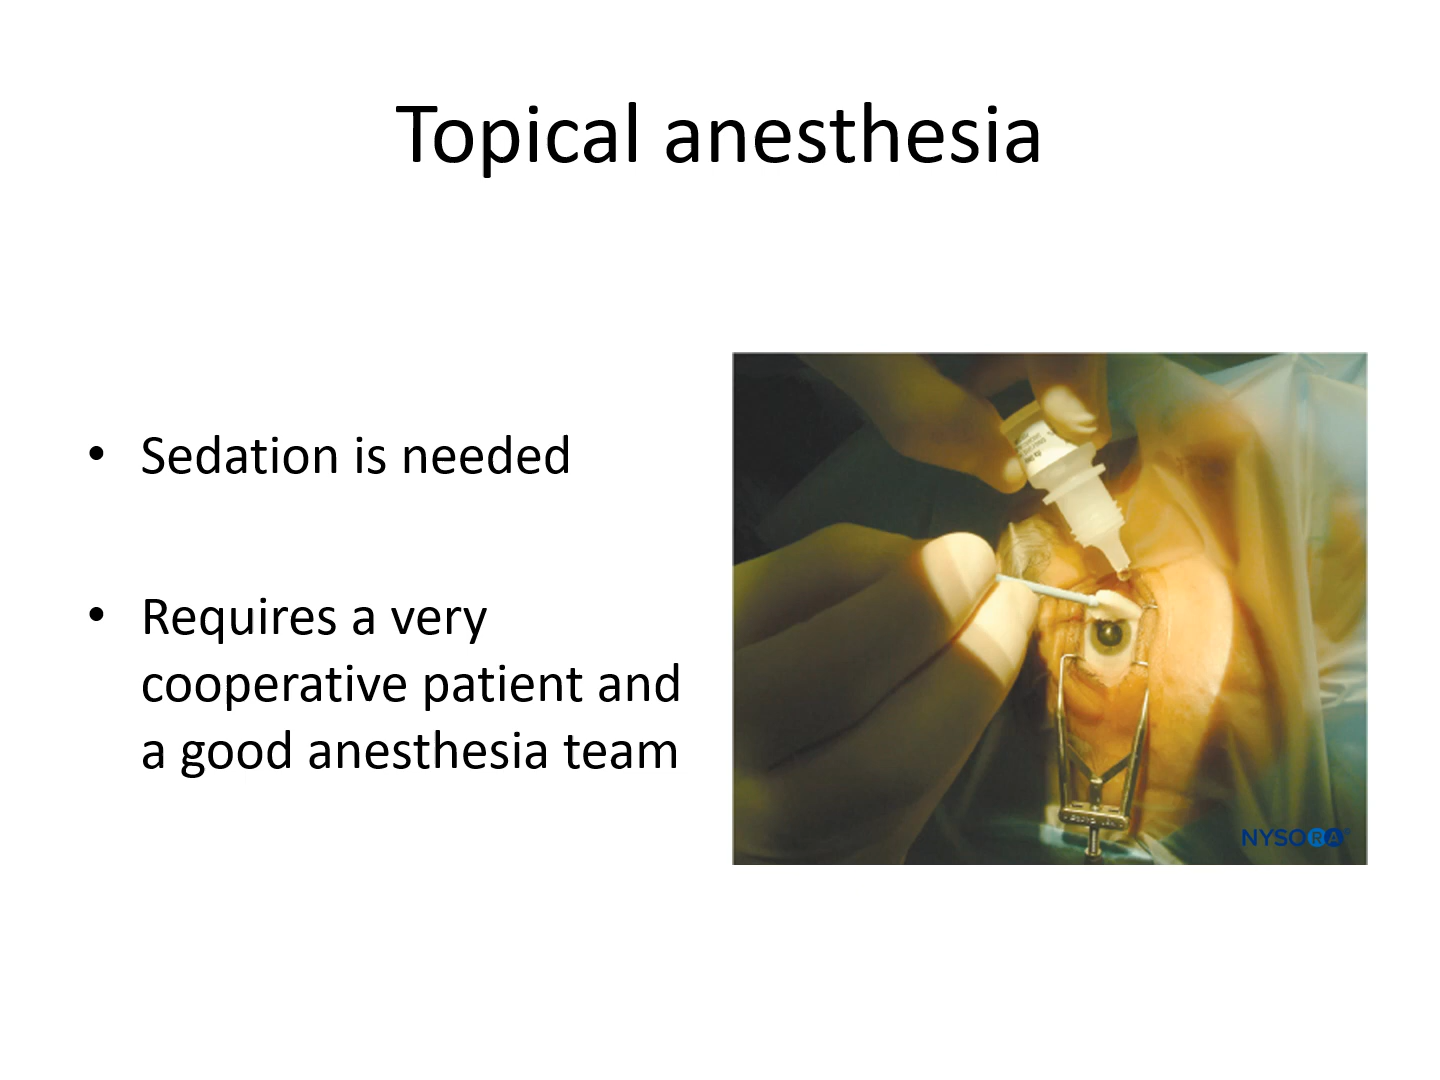 Topical anesthesia
• Sedation is needed
• Requires a very
cooperative patient and
a good anesthesia team
NYSORA®